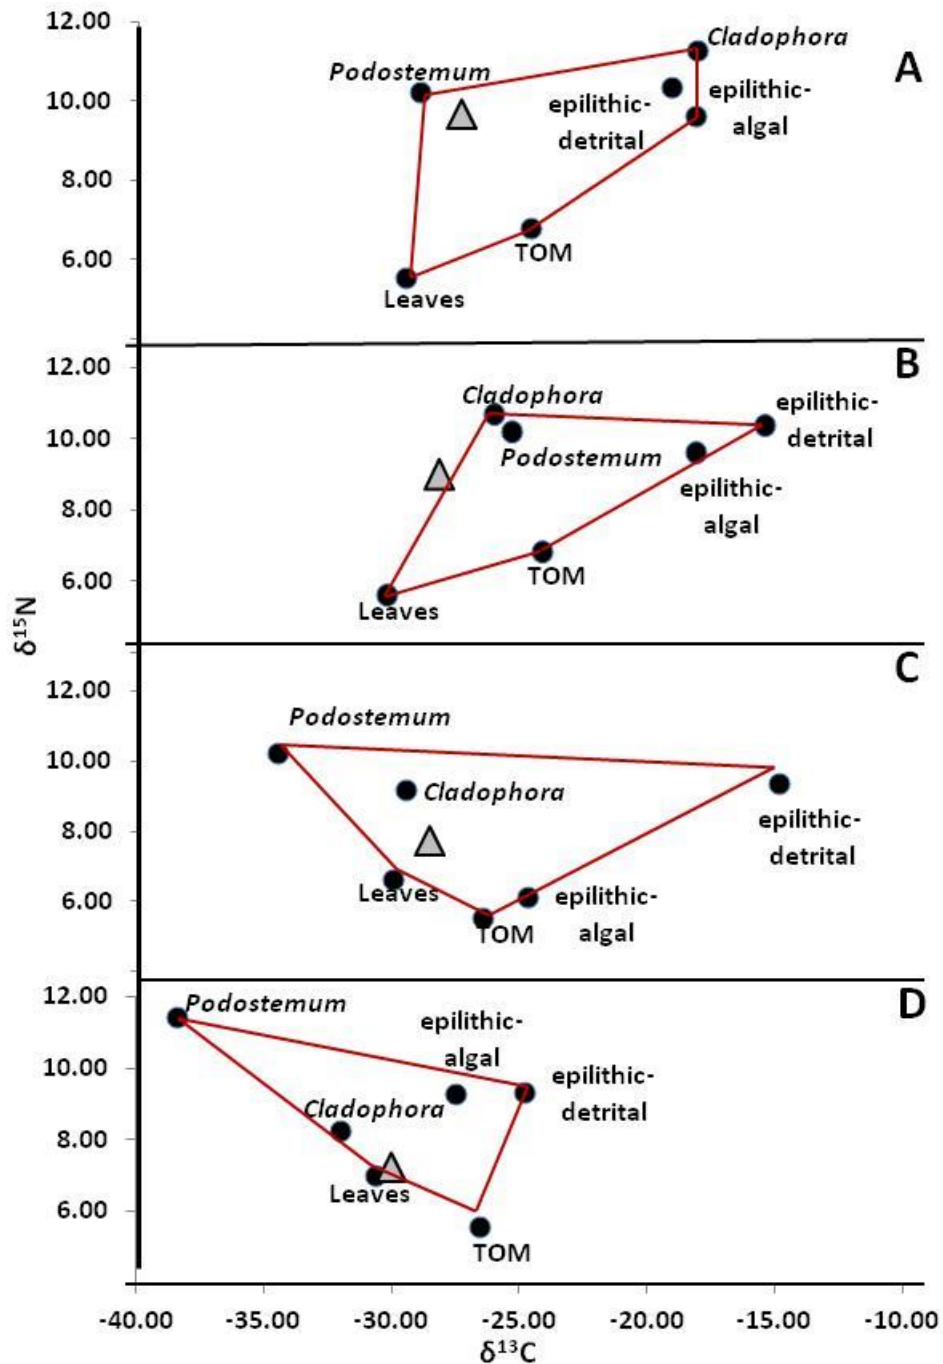 12.00
10.00
8.00
6.00
Podostemum
Cladophora
epilithic-
detrital
epilithic-
algal
TOM
Leaves
A
12.00
10.00
8.00
6.00
Cladophora
Podostemum
epilithic-
detrital
epilithic-
algal
TOM
Leaves
B
δ15N
12.00
10.00
8.00
6.00
Podostemum
Cladophora
epilithic-
detrital
Leaves
TOM
epilithic-
algal
C
12.00
10.00
8.00
6.00
Podostemum
epilithic-
algal
epilithic-
detrital
Cladophora
Leaves
TOM
D
-40.00 -35.00 -30.00 -25.00 -20.00 -15.00 -10.00
δ13C